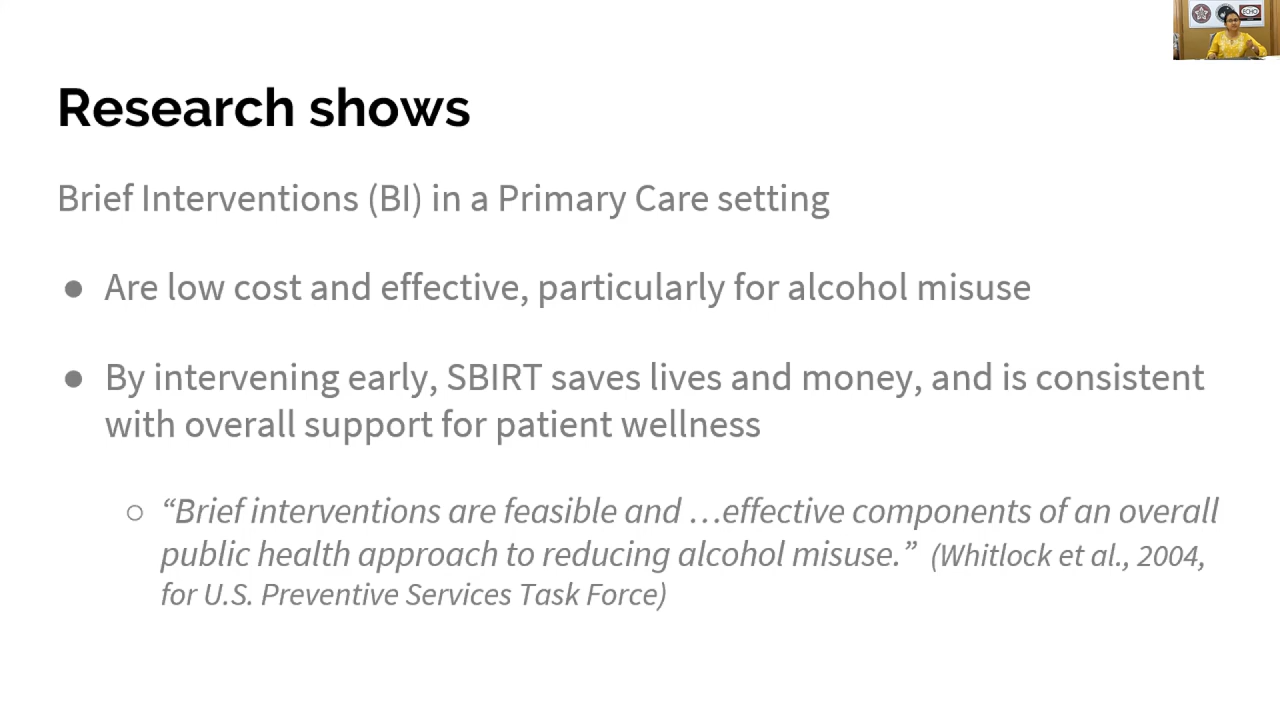 ECHO
Research shows
Brief Interventions (BI) in a Primary Care setting
● Are low cost and effective, particularly for alcohol misuse
● By intervening early, SBIRT saves lives and money, and is consistent
with overall support for patient wellness
○ “Brief interventions are feasible and …effective components of an overall
public health approach to reducing alcohol misuse.” (Whitlock et al., 2004,
for U.S. Preventive Services Task Force)